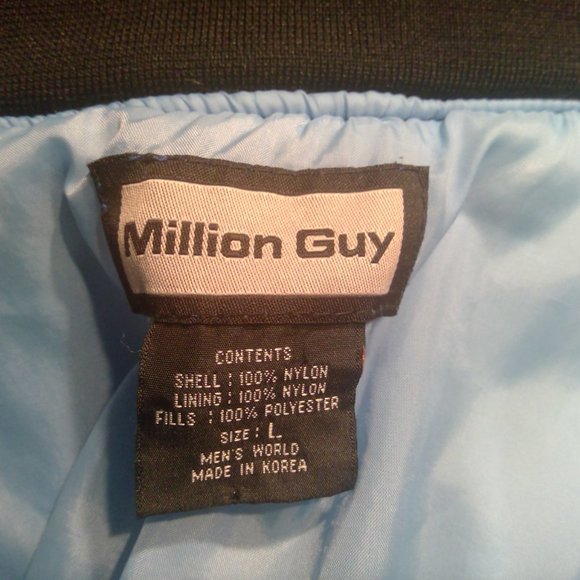 Million Guy
CONTENTS
SHELL : 100% NYLON
LINING : 100% NYLON
FILLS : 100% POLYESTER
SIZE : L
MEN'S WORLD
MADE IN KOREA